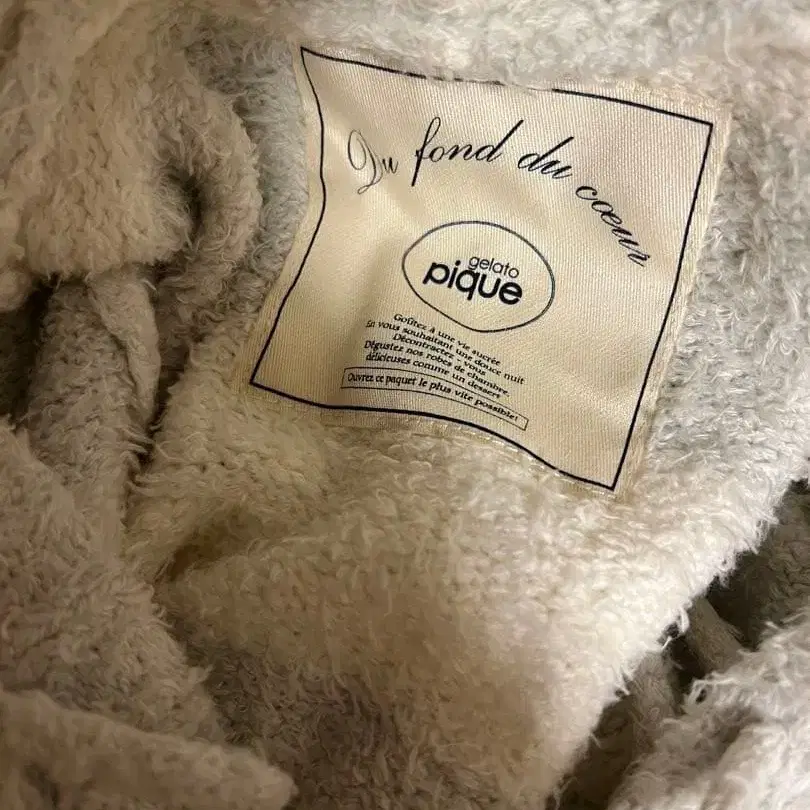 Du fond du cœur
gelato
pique
Goûtez à une vie sucrée
En vous souhaitant une douce nuit
Décontractez - vous
Dégustez nos robes de chambre.
délicieuses comme un dessert
Ouvrez ce paquet le plus vite possible!